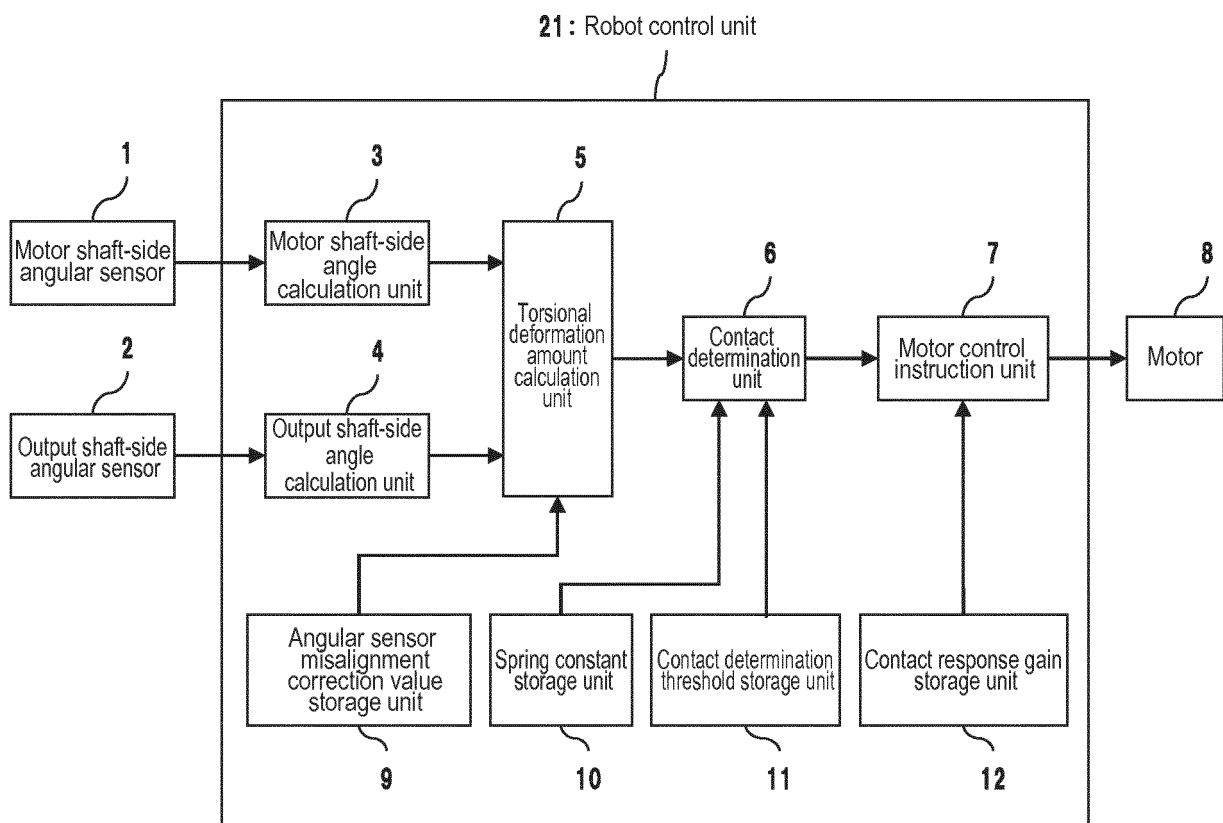 21: Robot control unit
1
3
5
Motor shaft-side
angular sensor
Motor shaft-side
angle
calculation unit
Torsional
deformation
amount
calculation
unit
6
7
8
Contact
determination
unit
Motor control
instruction unit
Motor
2
4
Output shaft-side
angular sensor
Output shaft-side
angle
calculation unit
Angular sensor
misalignment
correction value
storage unit
Spring constant
storage unit
Contact determination
threshold storage unit
Contact response gain
storage unit
9
10
11
12